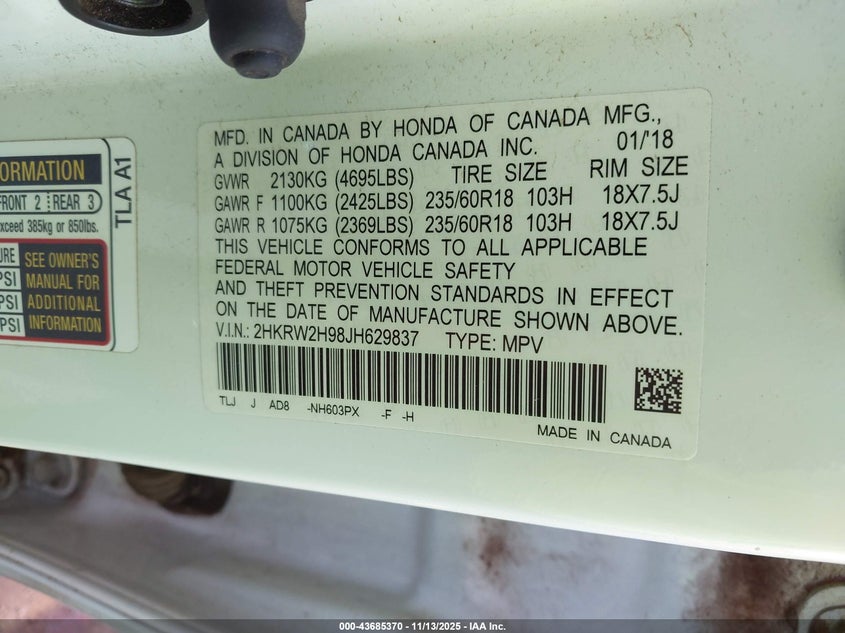 ORMATION
FRONT 2 REAR 3
exceed 385kg or 850lbs.
TLA A1
URE
PSI
PSI
PSI
SEE OWNER'S
MANUAL FOR
ADDITIONAL
INFORMATION
MFD. IN CANADA BY HONDA OF CANADA MFG.,
A DIVISION OF HONDA CANADA INC. 01/'18
GVWR 2130KG (4695LBS) TIRE SIZE RIM SIZE
GAWR F 1100KG (2425LBS) 235/60R18 103H 18X7.5J
GAWR R 1075KG (2369LBS) 235/60R18 103H 18X7.5J
THIS VEHICLE CONFORMS TO ALL APPLICABLE
FEDERAL MOTOR VEHICLE SAFETY
AND THEFT PREVENTION STANDARDS IN EFFECT
ON THE DATE OF MANUFACTURE SHOWN ABOVE.
V.I.N.: 2HKRW2H98JH629837 TYPE: MPV
TLJ J AD8 -NH603PX -F -H
MADE IN CANADA
000-43685370 - 11/13/2025 - IAA Inc.